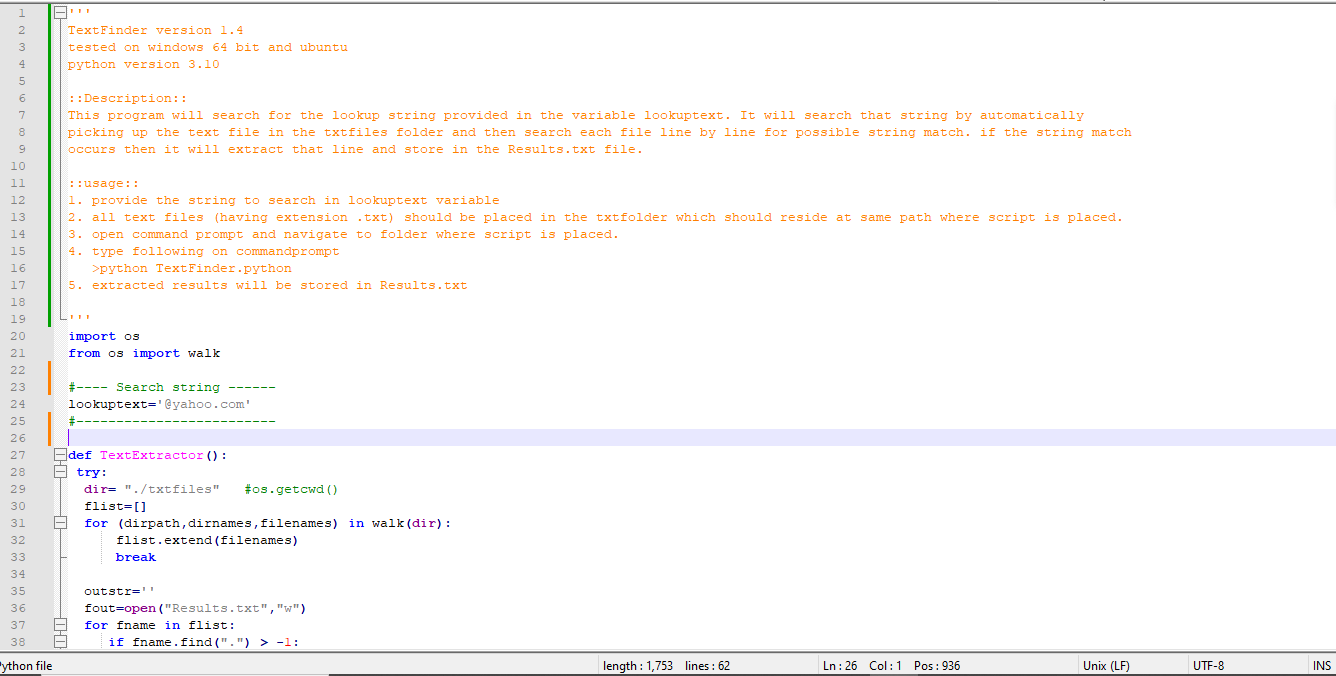 1 '''
2 TextFinder version 1.4
3 tested on windows 64 bit and ubuntu
4 python version 3.10
5
6 ::Description::
7 This program will search for the lookup string provided in the variable lookuptext. It will search that string by automatically
8 picking up the text file in the txtfiles folder and then search each file line by line for possible string match. if the string match
9 occurs then it will extract that line and store in the Results.txt file.
10
11 ::usage::
12 1. provide the string to search in lookuptext variable
13 2. all text files (having extension .txt) should be placed in the txtfolder which should reside at same path where script is placed.
14 3. open command prompt and navigate to folder where script is placed.
15 4. type following on commandprompt
16    >python TextFinder.python
17 5. extracted results will be stored in Results.txt
18
19 '''
20 import os
21 from os import walk
22
23 #---- Search string ------
24 lookuptext='@yahoo.com'
25 #-------------------------
26
27 def TextExtractor():
28  try:
29   dir= "./txtfiles"   #os.getcwd()
30   flist=[]
31   for (dirpath,dirnames,filenames) in walk(dir):
32       flist.extend(filenames)
33       break
34
35   outstr=''
36   fout=open("Results.txt","w")
37   for fname in flist:
38      if fname.find(".") > -1:
ython file length : 1,753 lines : 62 Ln : 26 Col : 1 Pos : 936 Unix (LF) UTF-8 INS